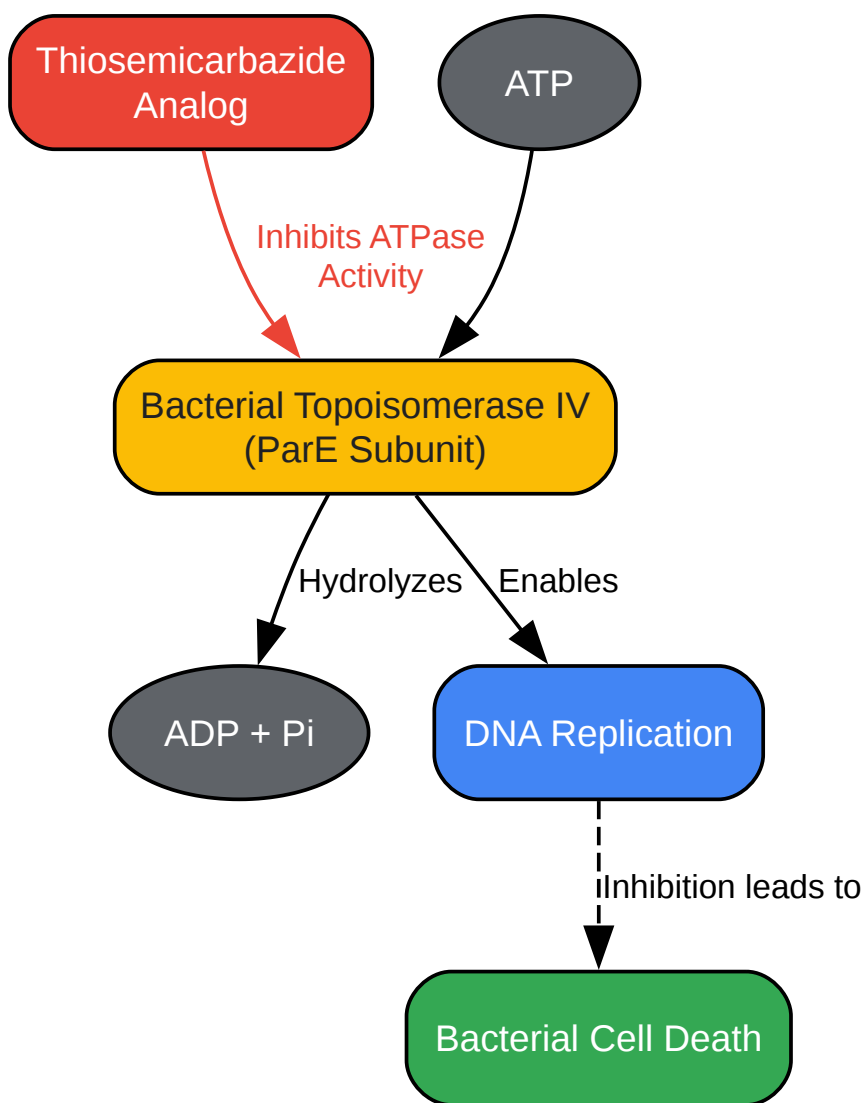 Thiosemicarbazide
Analog
ATP
Inhibits ATPase
Activity
Bacterial Topoisomerase IV
(ParE Subunit)
Hydrolyzes
Enables
ADP + Pi
DNA Replication
Inhibition leads to
Bacterial Cell Death